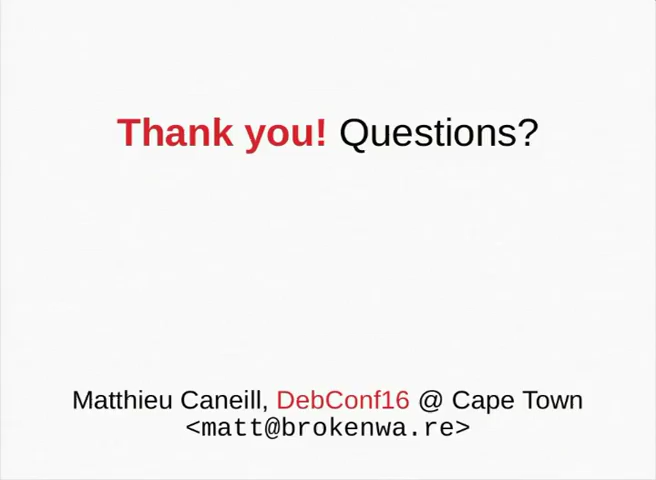 Thank you! Questions?
Matthieu Caneill, DebConf16 @ Cape Town
<matt@brokenwa.re>